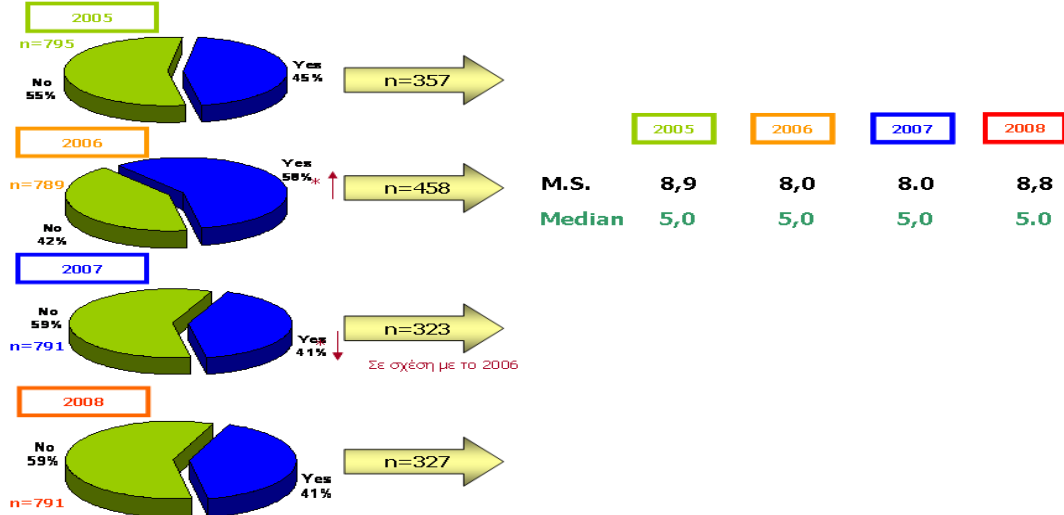 2005
n=795
No
55%
Yes
45%
n=357
2006
n=789
Yes
58%
*
No
42%
n=458
2007
No
59%
n=791
Yes
41%
*
n=323
Σε σχέση με το 2006
2008
No
59%
n=791
Yes
41%
n=327
2005 2006 2007 2008
M.S. 8,9 8,0 8.0 8,8
Median 5,0 5,0 5,0 5.0